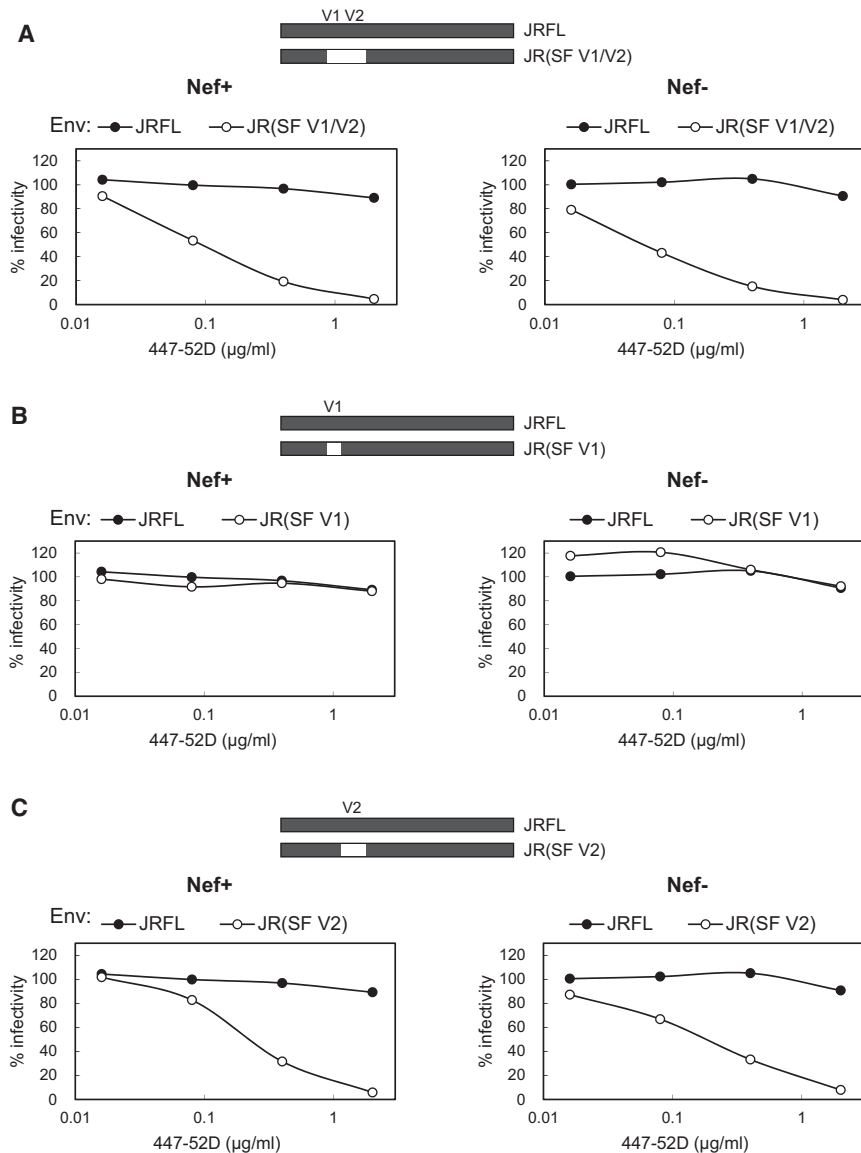 A
V1 V2
JRFL
JR(SF V1/V2)
Nef+
Nef-
Env: JRFL JR(SF V1/V2)
JRFL JR(SF V1/V2)
% infectivity
120
100
80
60
40
20
0
0.01 0.1 1
447-52D (µg/ml)
% infectivity
120
100
80
60
40
20
0
0.01 0.1 1
447-52D (µg/ml)
B
V1
JRFL
JR(SF V1)
Nef+
Nef-
Env: JRFL JR(SF V1)
JRFL JR(SF V1)
% infectivity
120
100
80
60
40
20
0
0.01 0.1 1
447-52D (µg/ml)
% infectivity
120
100
80
60
40
20
0
0.01 0.1 1
447-52D (µg/ml)
C
V2
JRFL
JR(SF V2)
Nef+
Nef-
Env: JRFL JR(SF V2)
JRFL JR(SF V2)
% infectivity
120
100
80
60
40
20
0
0.01 0.1 1
447-52D (µg/ml)
% infectivity
120
100
80
60
40
20
0
0.01 0.1 1
447-52D (µg/ml)